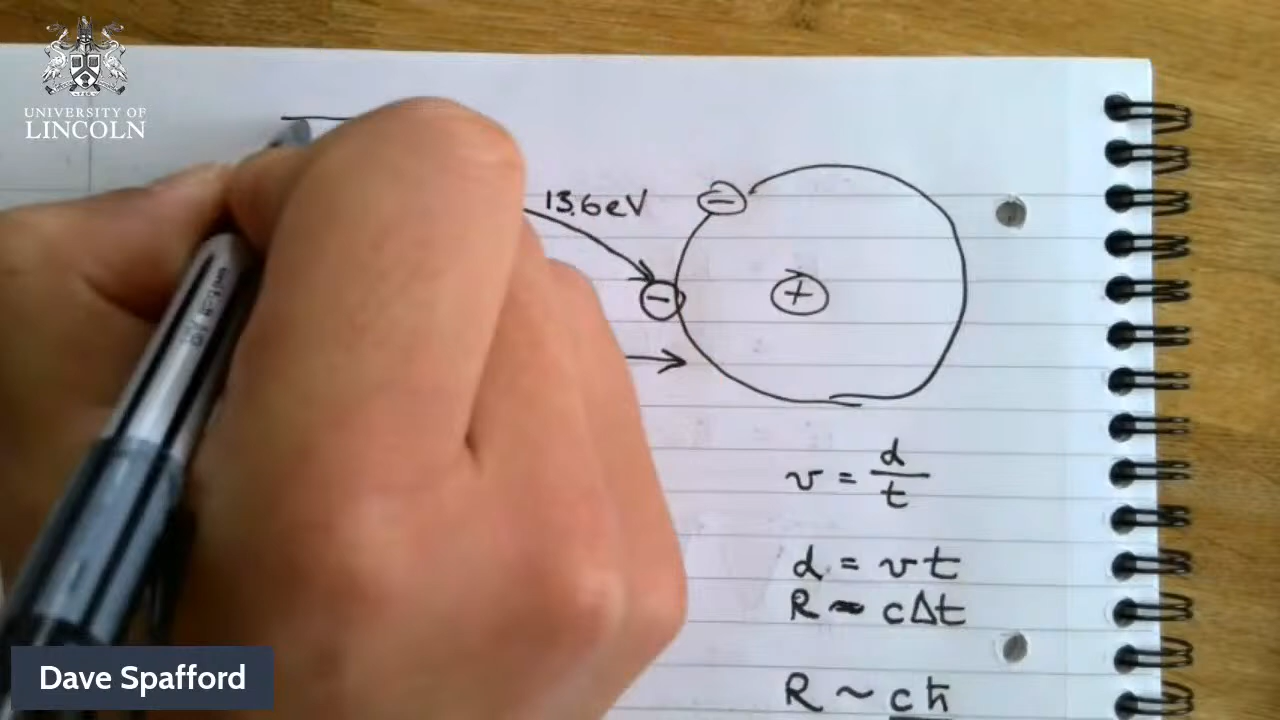 UNIVERSITY OF
LINCOLN
13.6eV
−
−
+
v = d
t
d = vt
R ~ cΔt
R ~ cħ
Dave Spafford